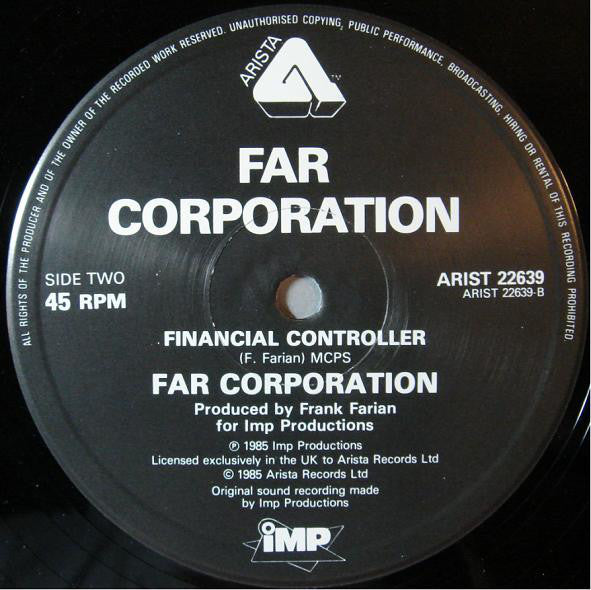 ALL RIGHTS OF THE PRODUCER AND OF THE OWNER OF THE RECORDED WORK RESERVED. UNAUTHORISED COPYING, PUBLIC PERFORMANCE, BROADCASTING, HIRING OR RENTAL OF THIS RECORDING PROHIBITED.
ARISTA
TM
FAR
CORPORATION
SIDE TWO
45 RPM
ARIST 22639
ARIST 22639-B
FINANCIAL CONTROLLER
(F. Farian) MCPS
FAR CORPORATION
Produced by Frank Farian
for Imp Productions
℗ 1985 Imp Productions
Licensed exclusively in the UK to Arista Records Ltd
© 1985 Arista Records Ltd
Original sound recording made
by Imp Productions
iMP